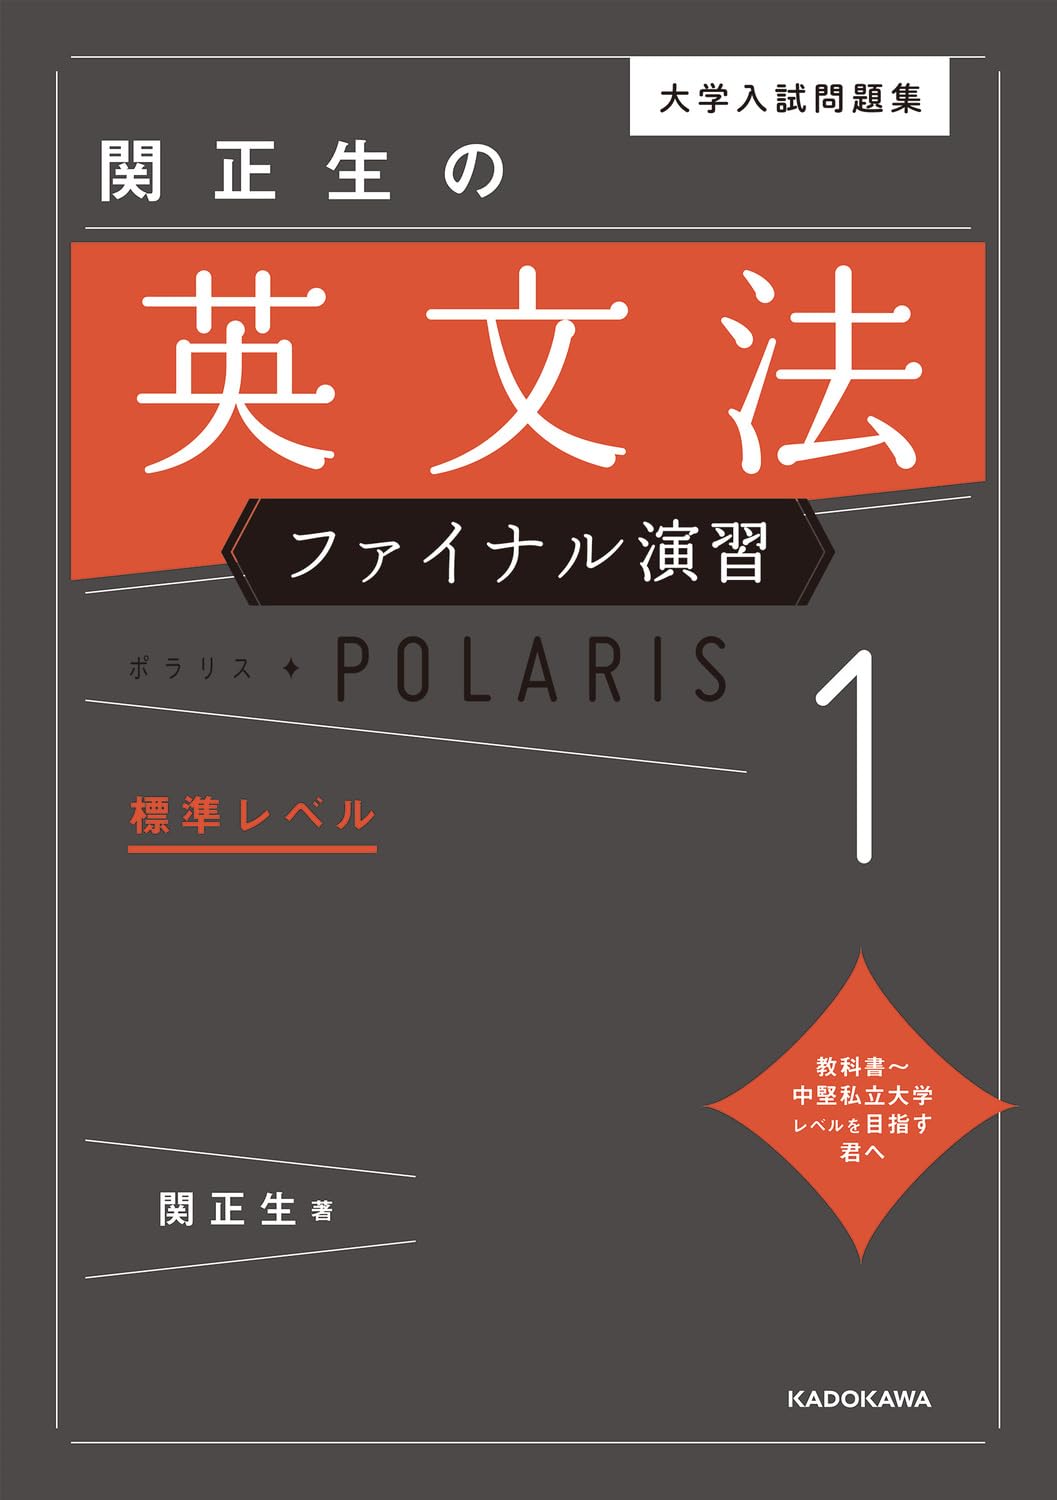 大学入試問題集
関正生の
英文法
ファイナル演習
ポラリス✦POLARIS 1
標準レベル
教科書〜
中堅私立大学
レベルを目指す
君へ
関正生 著
KADOKAWA